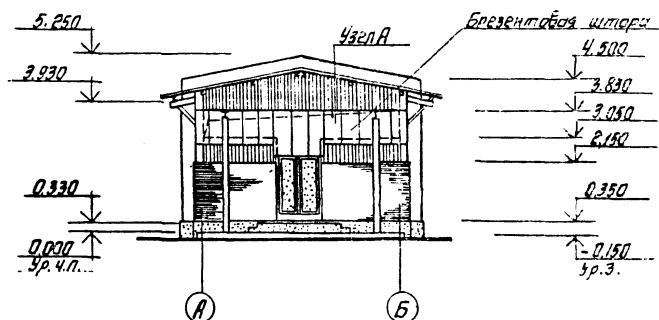 5.250
3.930
0,330
0,000
Ур.ч.п.
Узел А
Брезентовая штора
4.500
3.830
3.050
2,150
0,350
-0,150
Ур.З.
А
Б